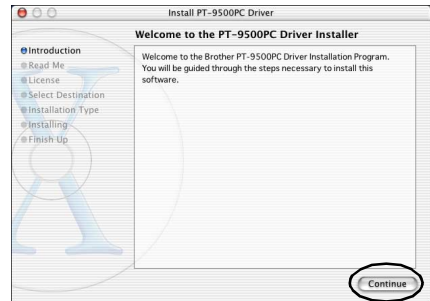 Install PT-9500PC Driver
Welcome to the PT-9500PC Driver Installer
Introduction
Read Me
License
Select Destination
Installation Type
Installing
Finish Up
Welcome to the Brother PT-9500PC Driver Installation Program.
You will be guided through the steps necessary to install this
software.
Continue